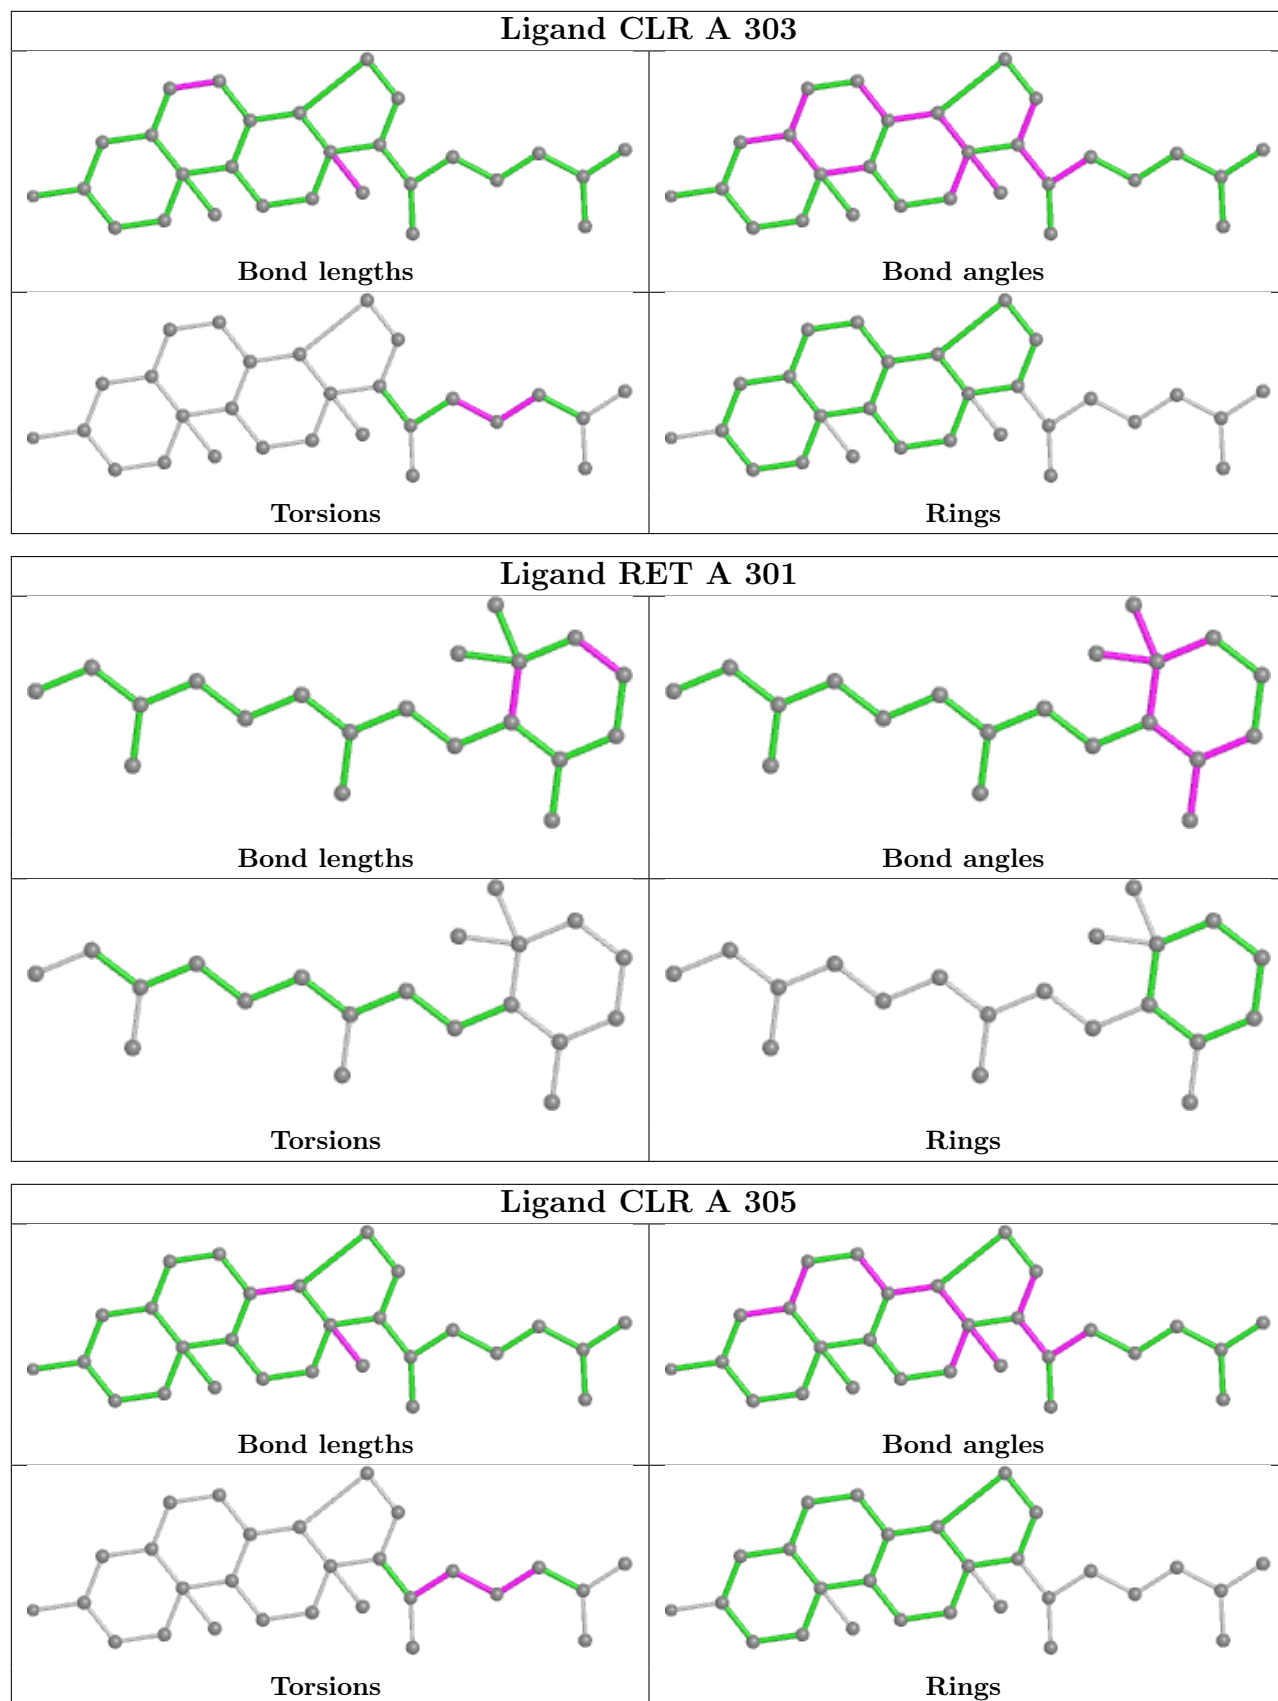 Ligand CLR A 303
Bond lengths
Bond angles
Torsions
Rings
Ligand RET A 301
Bond lengths
Bond angles
Torsions
Rings
Ligand CLR A 305
Bond lengths
Bond angles
Torsions
Rings